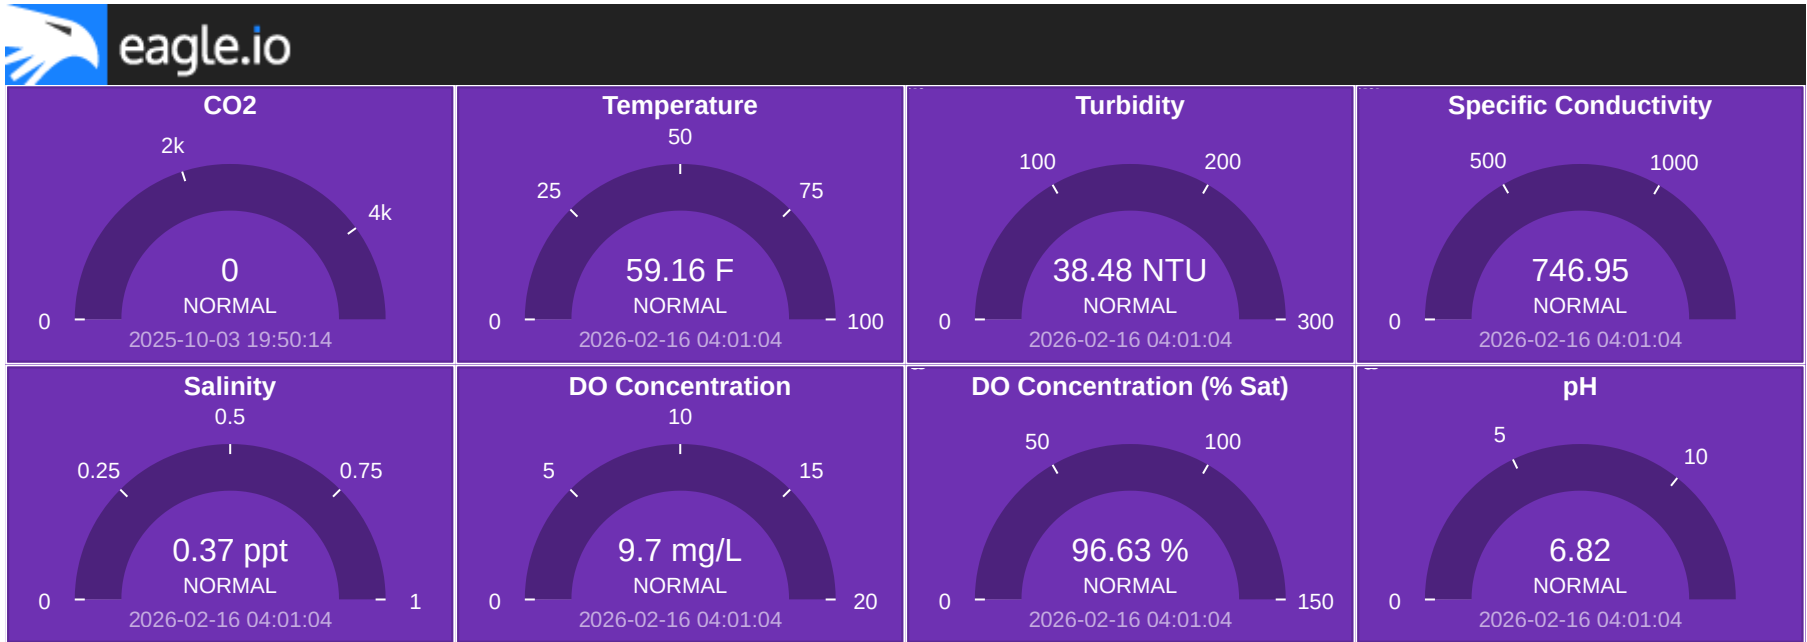 eagle.io
CO2
2k
4k
0
0
NORMAL
2025-10-03 19:50:14
Temperature
50
25
75
59.16 F
NORMAL
0
100
2026-02-16 04:01:04
Turbidity
100
200
38.48 NTU
NORMAL
0
300
2026-02-16 04:01:04
Specific Conductivity
500
1000
746.95
NORMAL
0
2026-02-16 04:01:04
Salinity
0.5
0.25
0.75
0.37 ppt
NORMAL
0
1
2026-02-16 04:01:04
DO Concentration
10
5
15
9.7 mg/L
NORMAL
0
20
2026-02-16 04:01:04
DO Concentration (% Sat)
50
100
96.63 %
NORMAL
0
150
2026-02-16 04:01:04
pH
5
10
6.82
NORMAL
0
2026-02-16 04:01:04